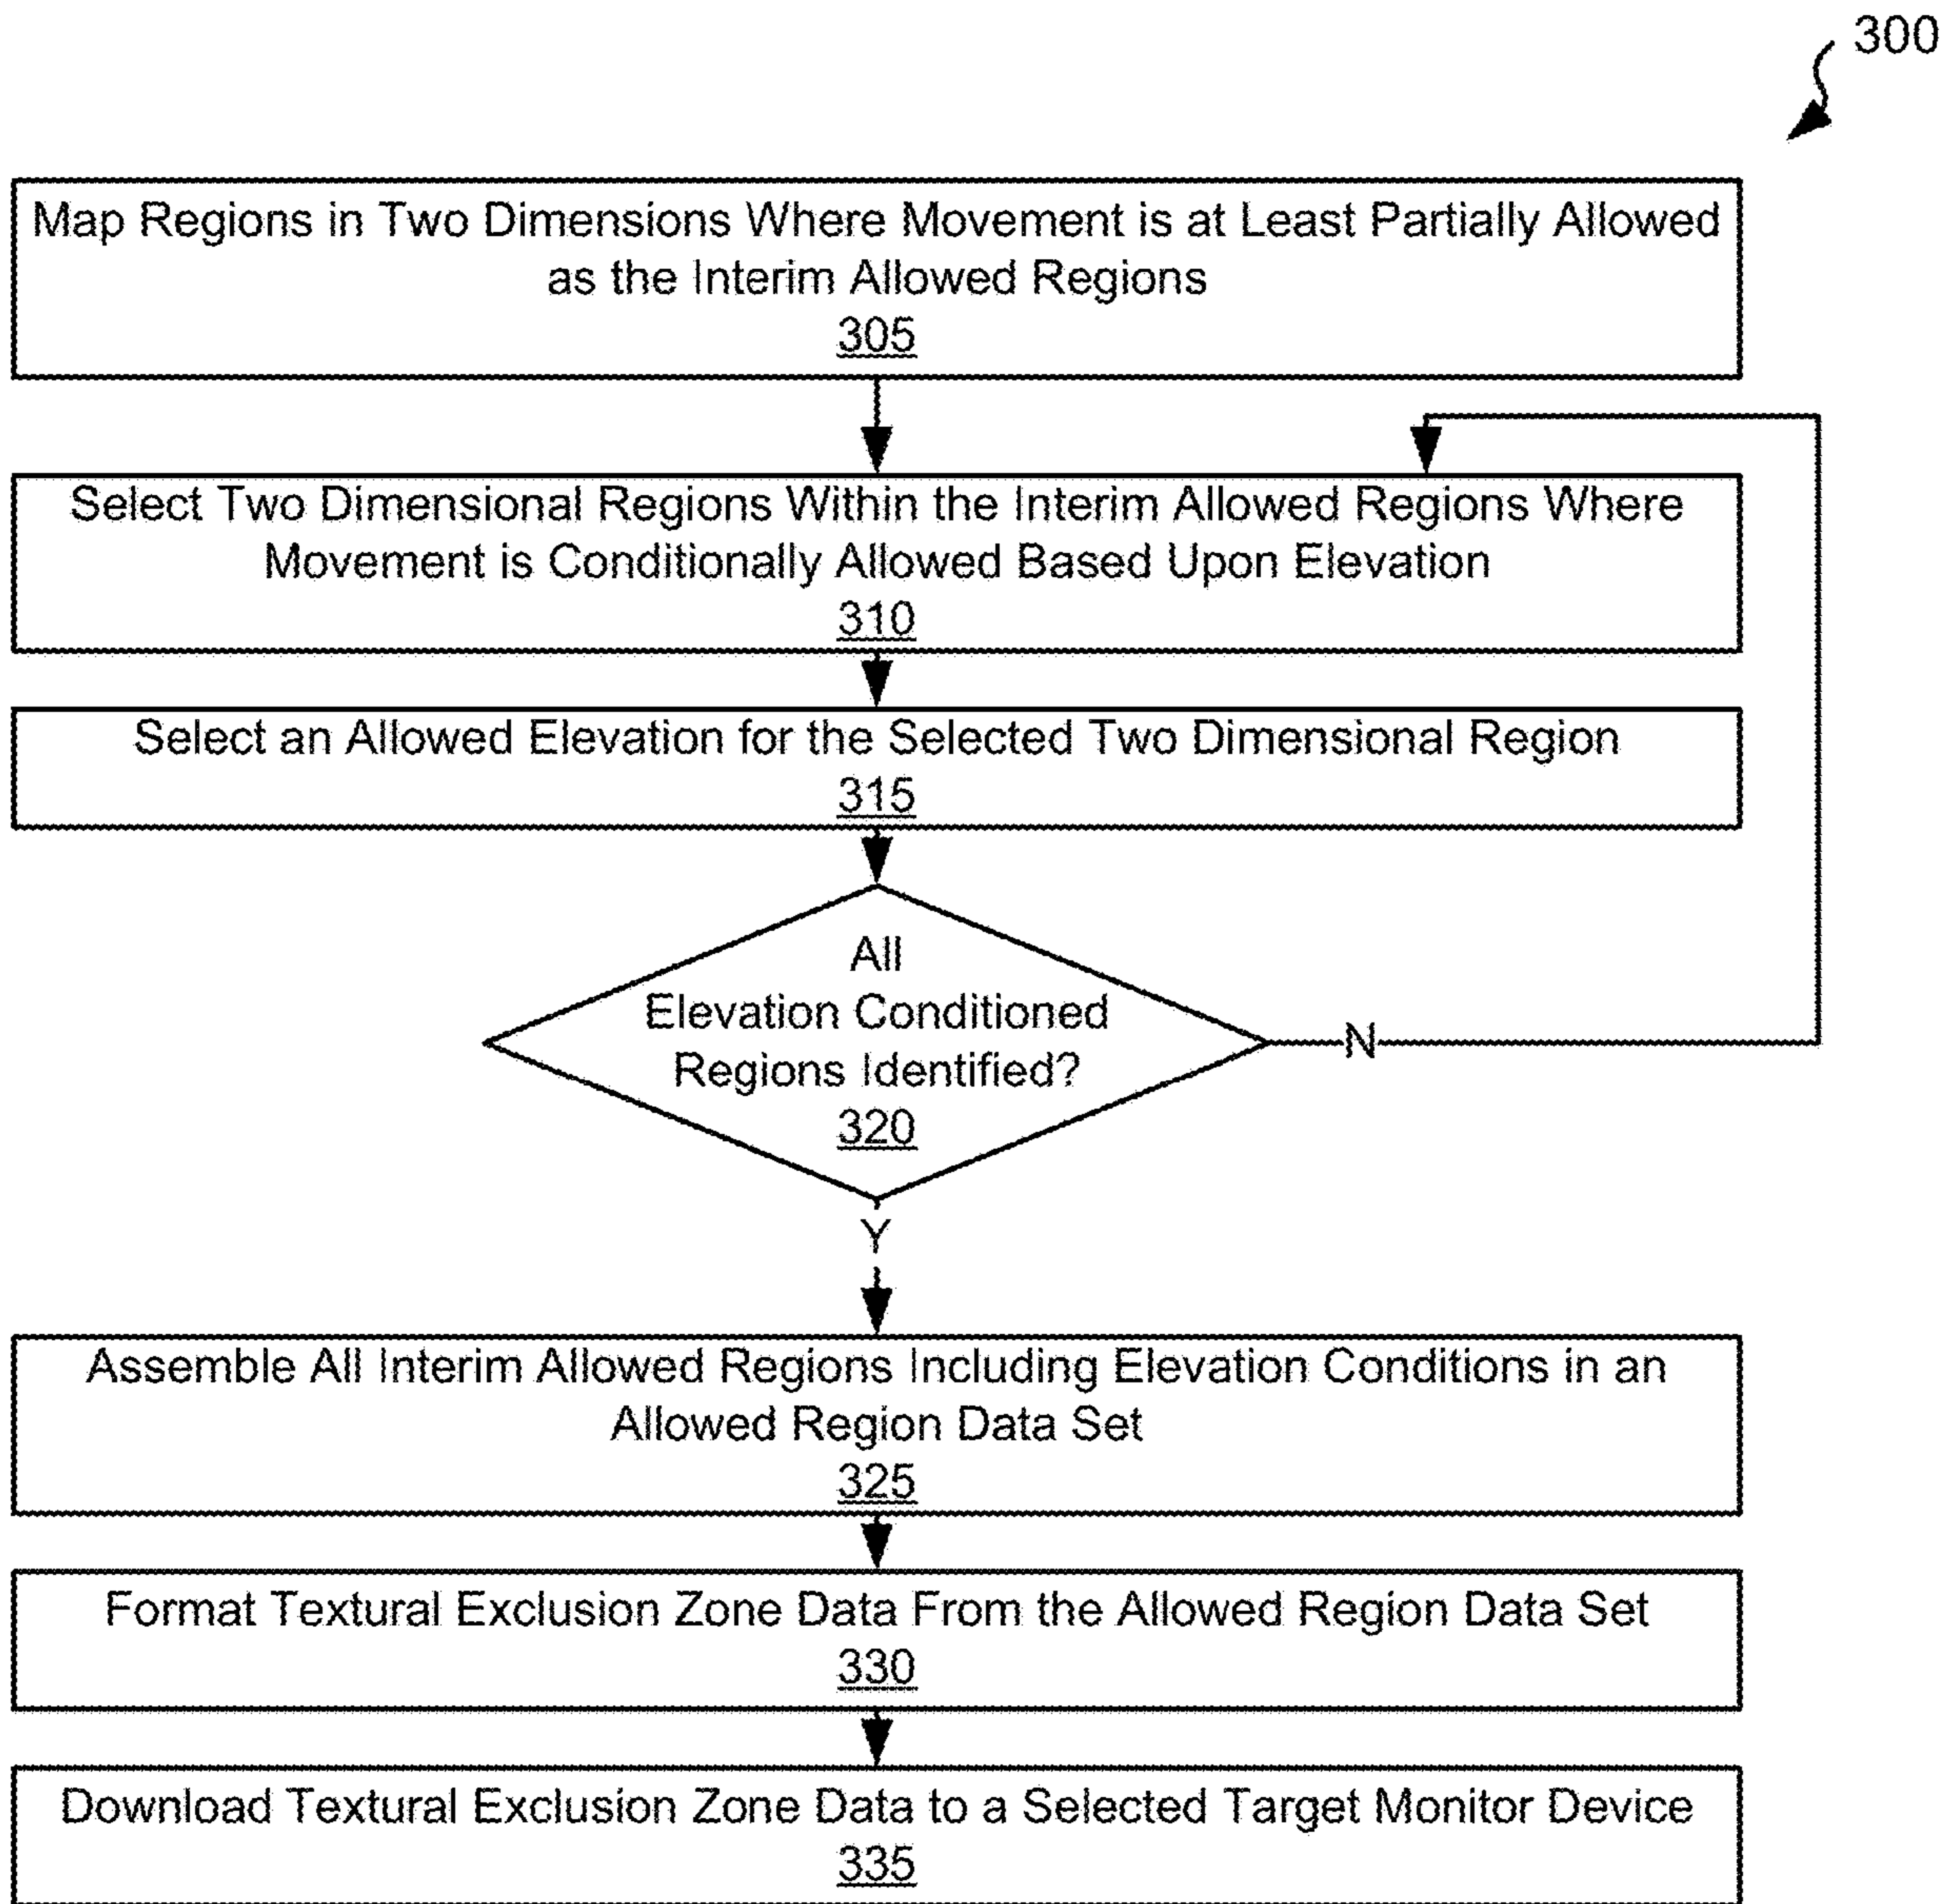 300
Map Regions in Two Dimensions Where Movement is at Least Partially Allowed
as the Interim Allowed Regions
305
Select Two Dimensional Regions Within the Interim Allowed Regions Where
Movement is Conditionally Allowed Based Upon Elevation
310
Select an Allowed Elevation for the Selected Two Dimensional Region
315
All
Elevation Conditioned
Regions Identified?
320
N
Y
Assemble All Interim Allowed Regions Including Elevation Conditions in an
Allowed Region Data Set
325
Format Textural Exclusion Zone Data From the Allowed Region Data Set
330
Download Textural Exclusion Zone Data to a Selected Target Monitor Device
335